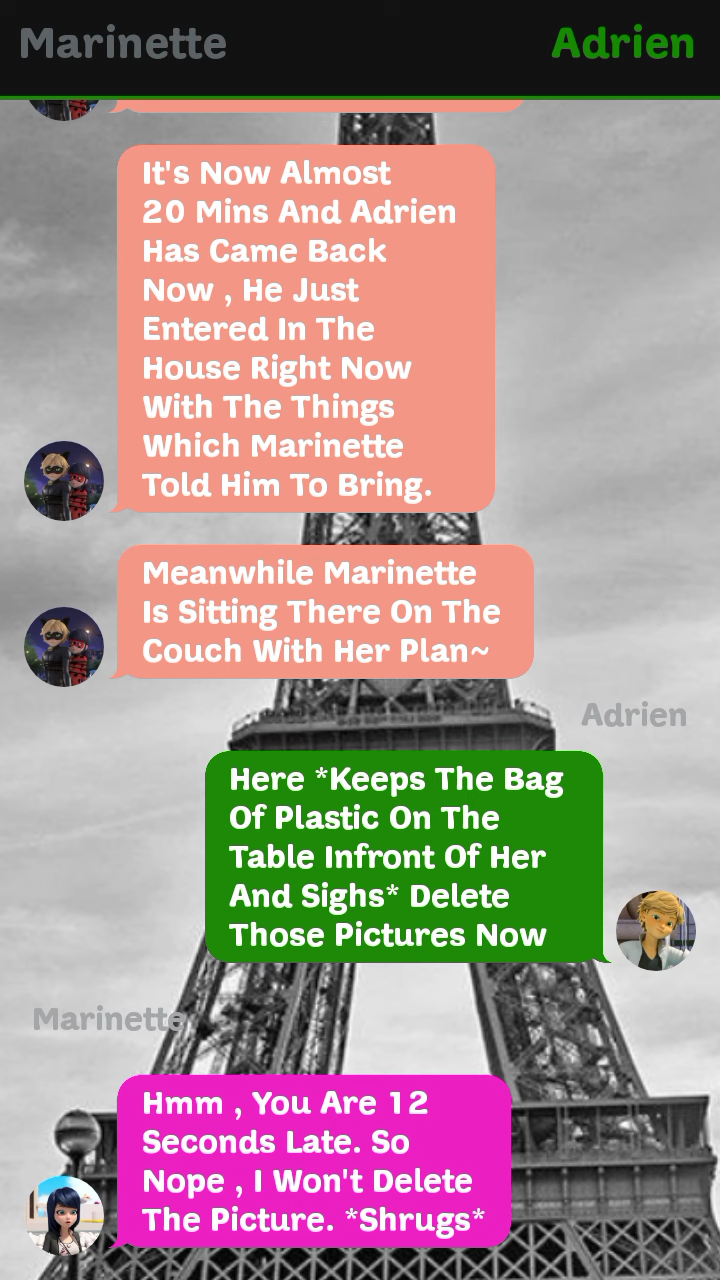 Marinette Adrien
It's Now Almost
20 Mins And Adrien
Has Came Back
Now , He Just
Entered In The
House Right Now
With The Things
Which Marinette
Told Him To Bring.
Meanwhile Marinette
Is Sitting There On The
Couch With Her Plan~
Adrien
Here *Keeps The Bag
Of Plastic On The
Table Infront Of Her
And Sighs* Delete
Those Pictures Now
Marinette
Hmm , You Are 12
Seconds Late. So
Nope , I Won't Delete
The Picture. *Shrugs*